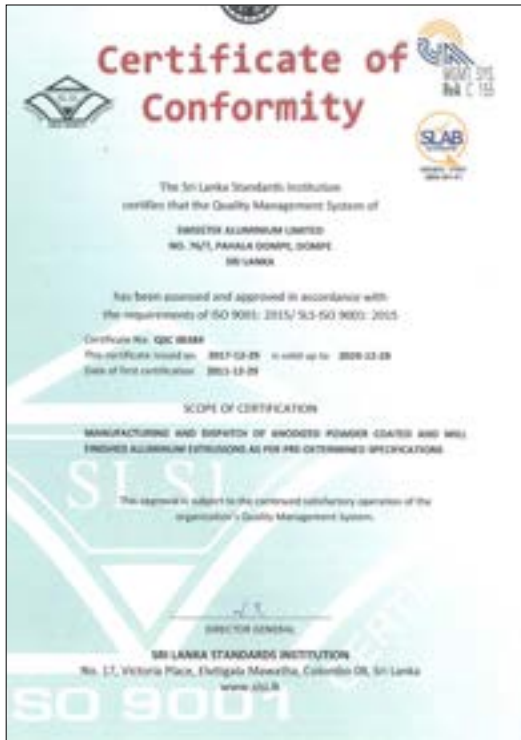 Certificate of
Conformity
SLSI
MGMT SYS
RvA C 155
SLAB
The Sri Lanka Standards Institution
certifies that the Quality Management System of
SWISSTEK ALUMINIUM LIMITED
NO. 76/7, PAHALA DOMPE, DOMPE
SRI LANKA
has been assessed and approved in accordance with
the requirements of ISO 9001: 2015/ SLS ISO 9001: 2015
Certificate No.
This certificate issued on 2017-12-29 is valid up to
Date of first certification 2011-12-29
SCOPE OF CERTIFICATION
MANUFACTURING AND DISPATCH OF ANODIZED POWDER COATED AND MILL
FINISHED ALUMINIUM EXTRUSIONS AS PER PRE-DETERMINED SPECIFICATIONS
SLSI
This approval is subject to the continued satisfactory operation of the
organization's Quality Management System.
DIRECTOR GENERAL
SRI LANKA STANDARDS INSTITUTION
No. 17, Victoria Place, Elvitigala Mawatha, Colombo 08, Sri Lanka
www.slsi.lk
ISO 9001